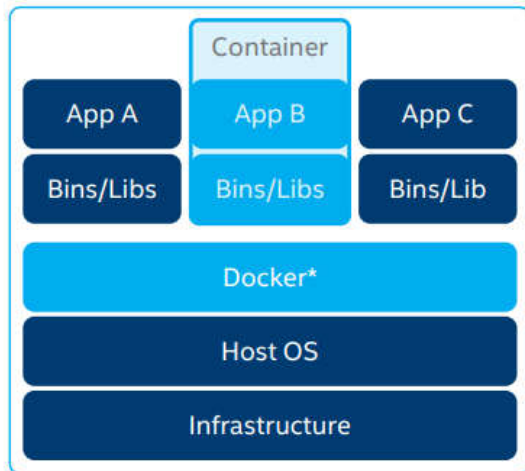 Container
App A
App B
App C
Bins/Libs
Bins/Libs
Bins/Lib
Docker*
Host OS
Infrastructure